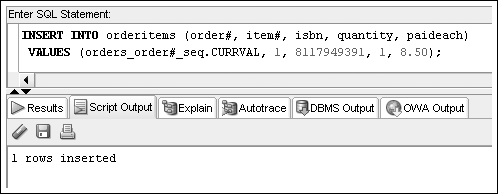 Enter SQL Statement:
INSERT INTO orderitems (order#, item#, isbn, quantity, paideach)
VALUES (orders_order#_seq.CURRVAL, 1, 8117949391, 1, 8.50);
Results Script Output Explain Autotrace DBMS Output OWA Output
1 rows inserted